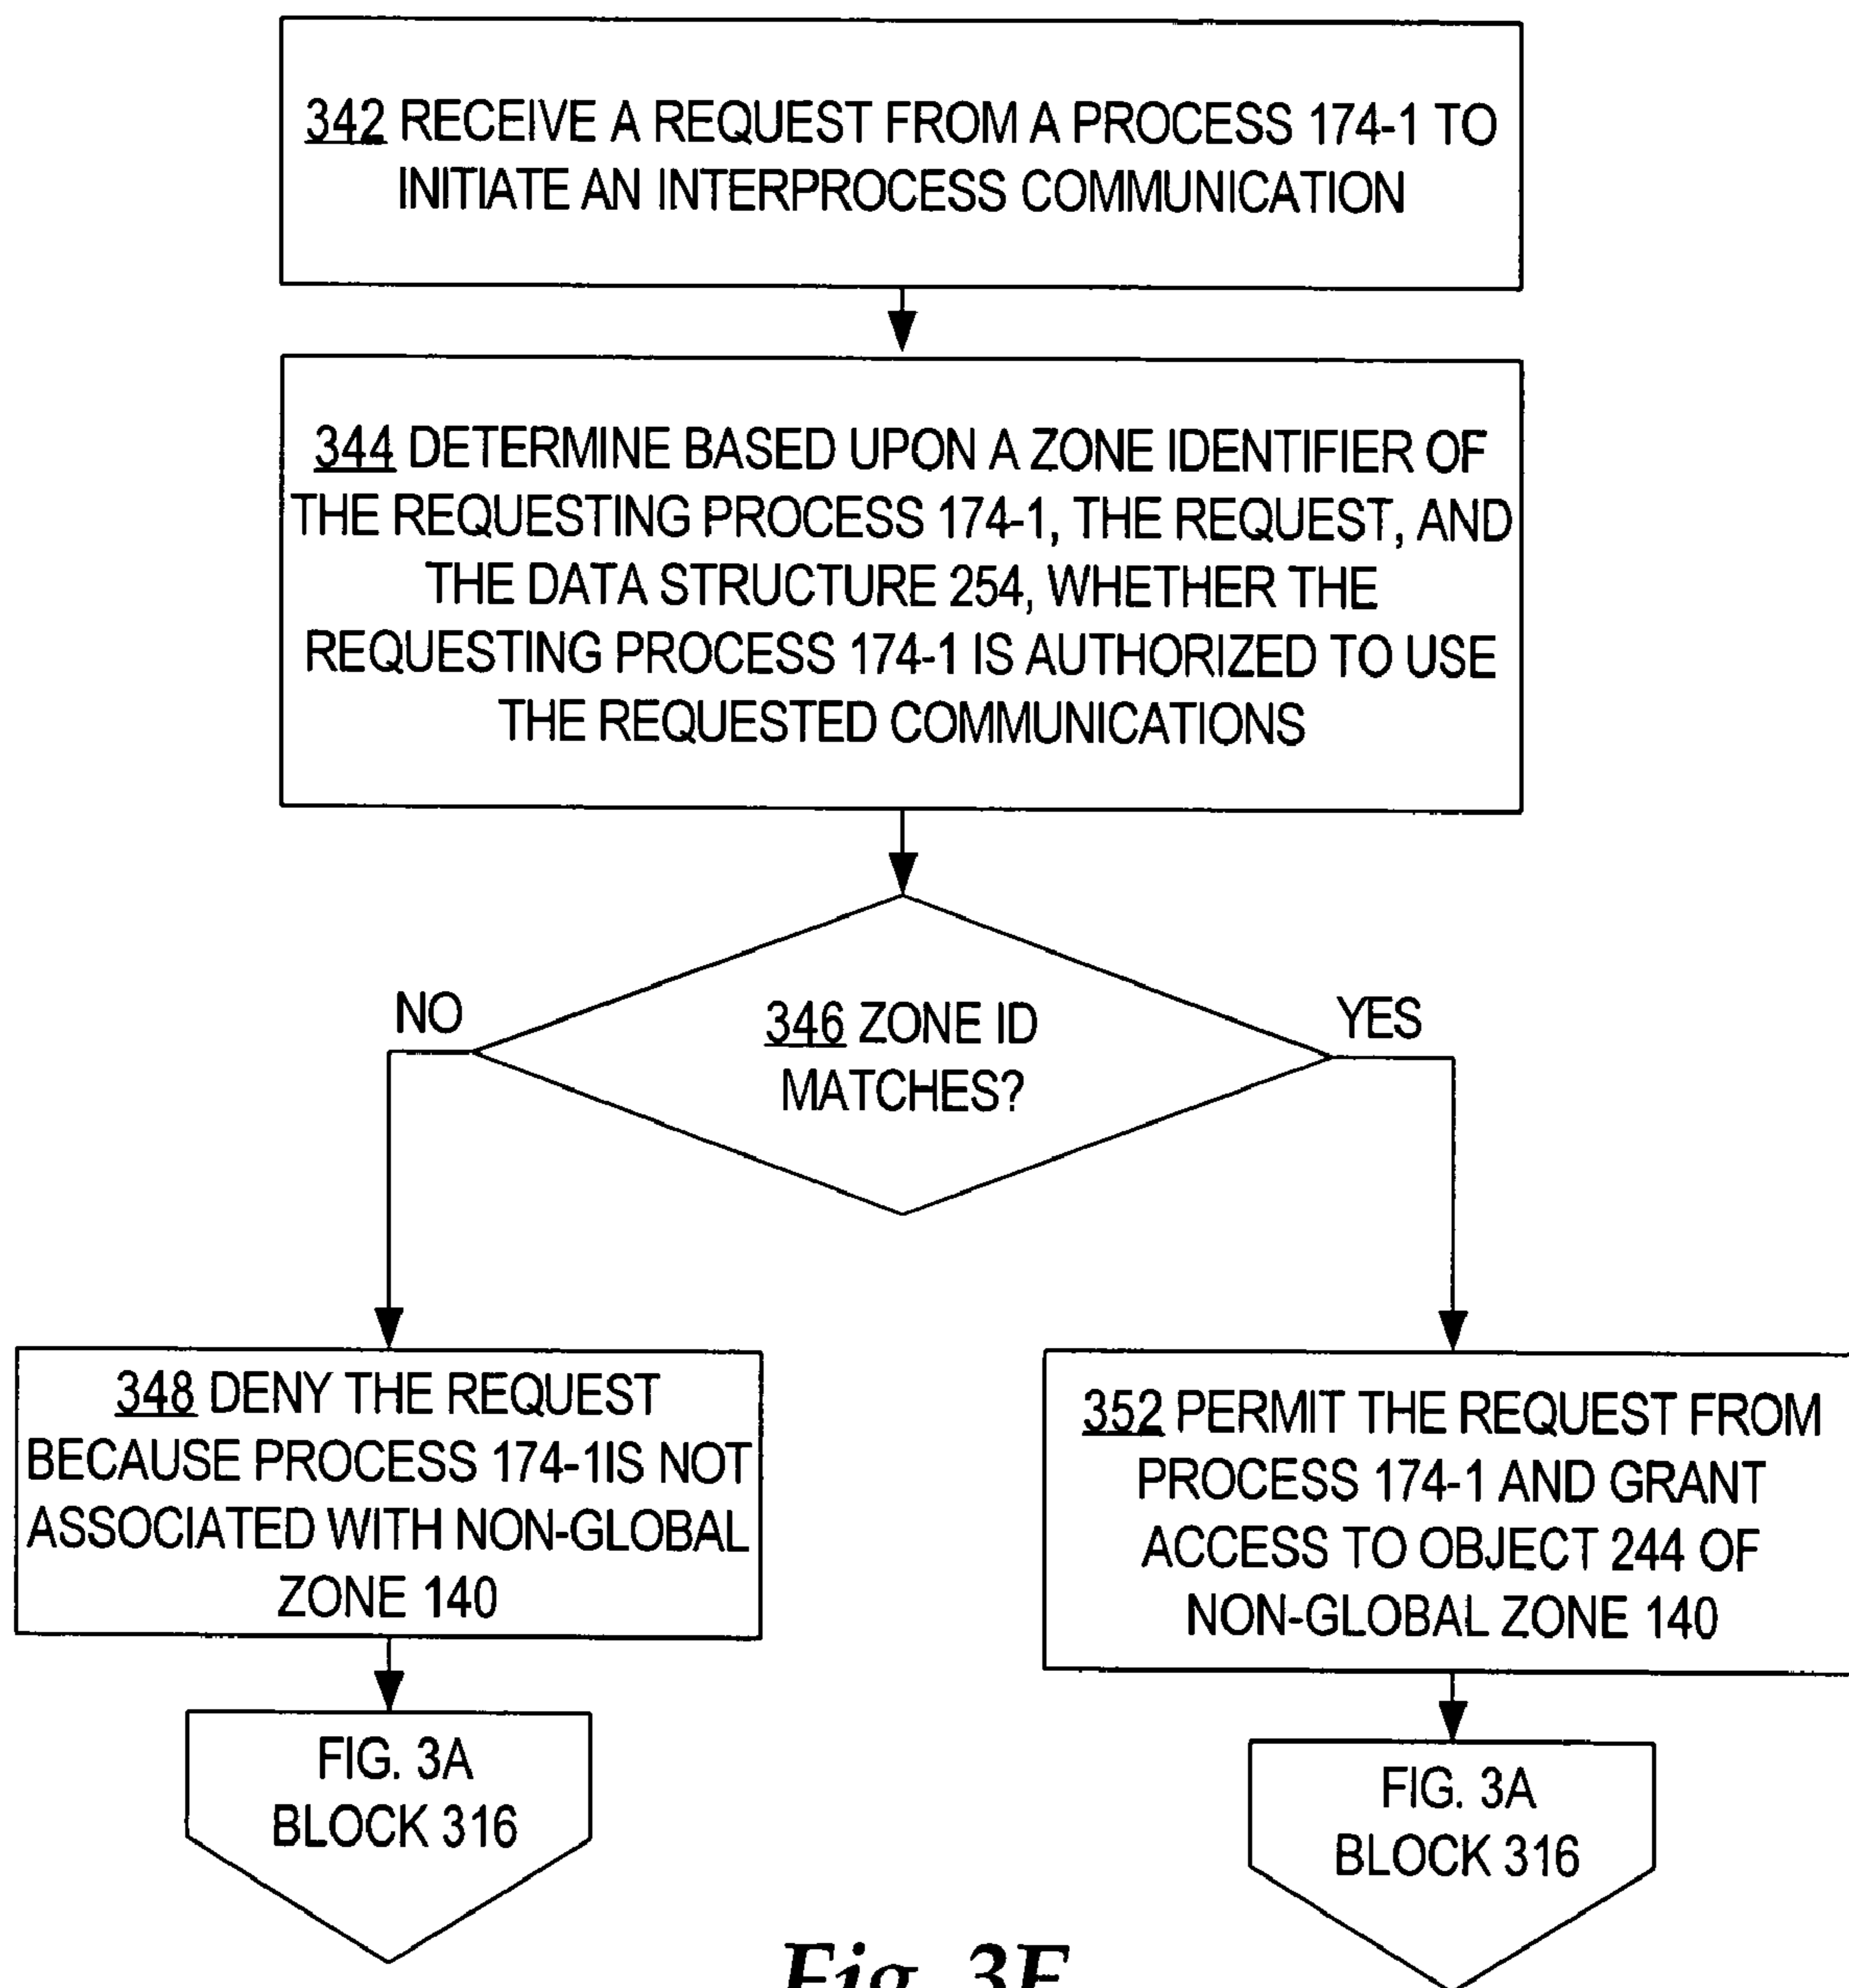 342 RECEIVE A REQUEST FROM A PROCESS 174-1 TO
INITIATE AN INTERPROCESS COMMUNICATION
344 DETERMINE BASED UPON A ZONE IDENTIFIER OF
THE REQUESTING PROCESS 174-1, THE REQUEST, AND
THE DATA STRUCTURE 254, WHETHER THE
REQUESTING PROCESS 174-1 IS AUTHORIZED TO USE
THE REQUESTED COMMUNICATIONS
NO
346 ZONE ID
MATCHES?
YES
348 DENY THE REQUEST
BECAUSE PROCESS 174-1IS NOT
ASSOCIATED WITH NON-GLOBAL
ZONE 140
352 PERMIT THE REQUEST FROM
PROCESS 174-1 AND GRANT
ACCESS TO OBJECT 244 OF
NON-GLOBAL ZONE 140
FIG. 3A
BLOCK 316
FIG. 3A
BLOCK 316
Fig. 3E